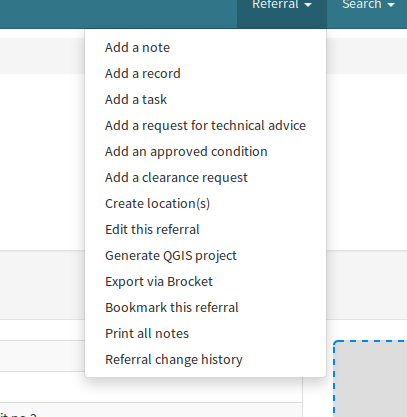 Referral Search
Add a note
Add a record
Add a task
Add a request for technical advice
Add an approved condition
Add a clearance request
Create location(s)
Edit this referral
Generate QGIS project
Export via Brocket
Bookmark this referral
Print all notes
Referral change history